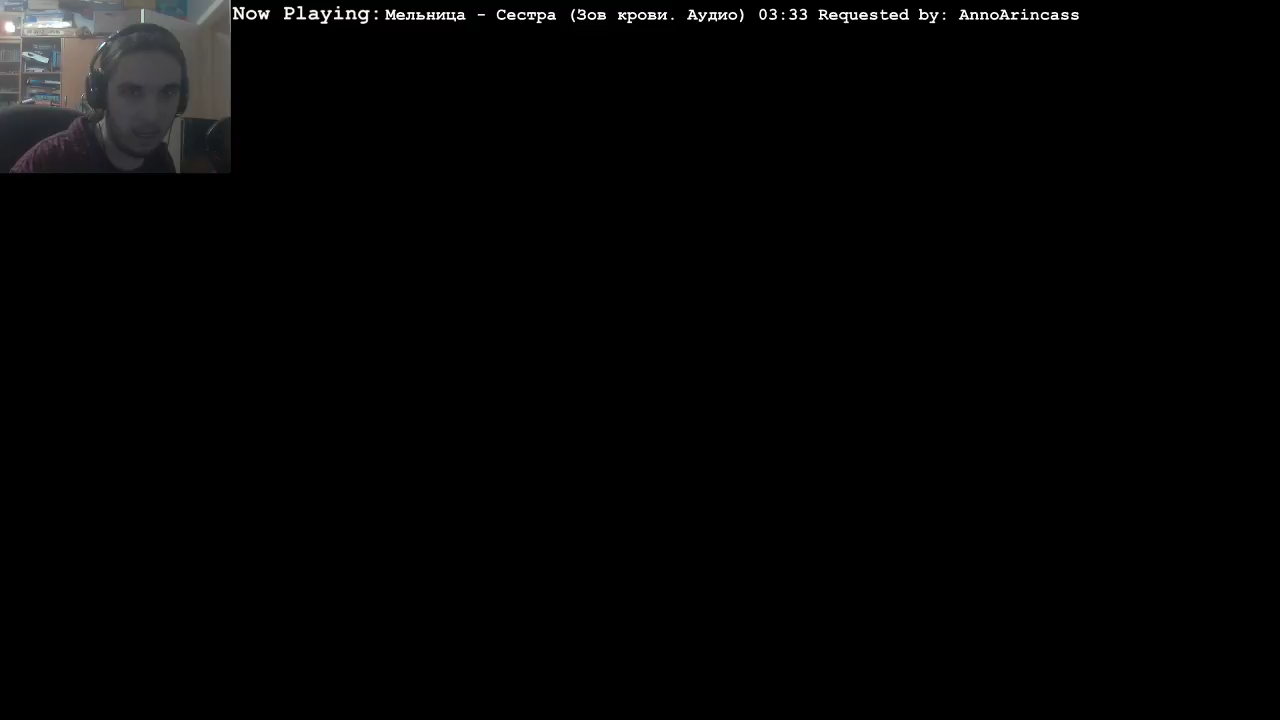 Now Playing: Мельница - Сестра (Зов крови. Аудио) 03:33 Requested by: AnnoArincass